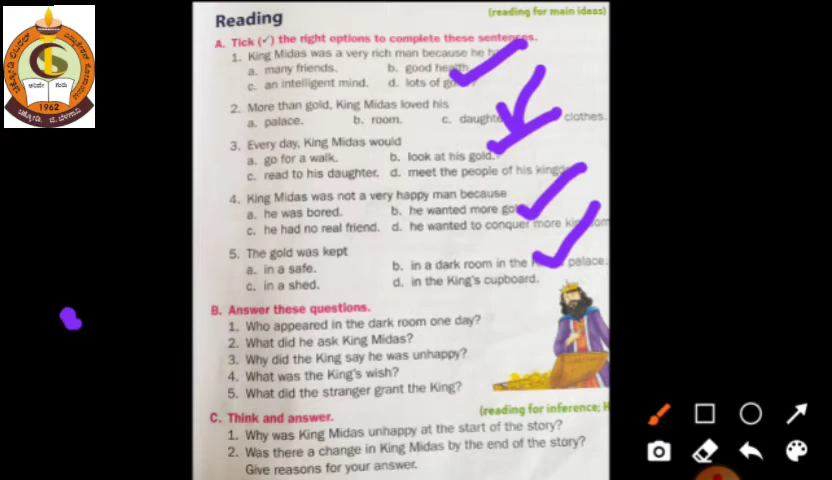 Reading
(reading for main ideas)
A. Tick (✓) the right options to complete these sentences.
1. King Midas was a very rich man because he
a. many friends. b. good health.
c. an intelligent mind. d. lots of
2. More than gold, King Midas loved his
a. palace. b. room. c. clothes.
3. Every day, King Midas would
a. go for a walk. b. look at his gold.
c. read to his daughter. d. meet the people of his
4. King Midas was not a very happy man because
a. he was bored. b. he wanted more
c. he had no real friend. d. he wanted to conquer more
5. The gold was kept
a. in a safe. b. in a dark room in the palace.
c. in a shed. d. in the King's cupboard.
B. Answer these questions.
1. Who appeared in the dark room one day?
2. What did he ask King Midas?
3. Why did the King say he was unhappy?
4. What was the King's wish?
5. What did the stranger grant the King?
C. Think and answer.
(reading for inference;
1. Why was King Midas unhappy at the start of the story?
2. Was there a change in King Midas by the end of the story?
Give reasons for your answer.
1962